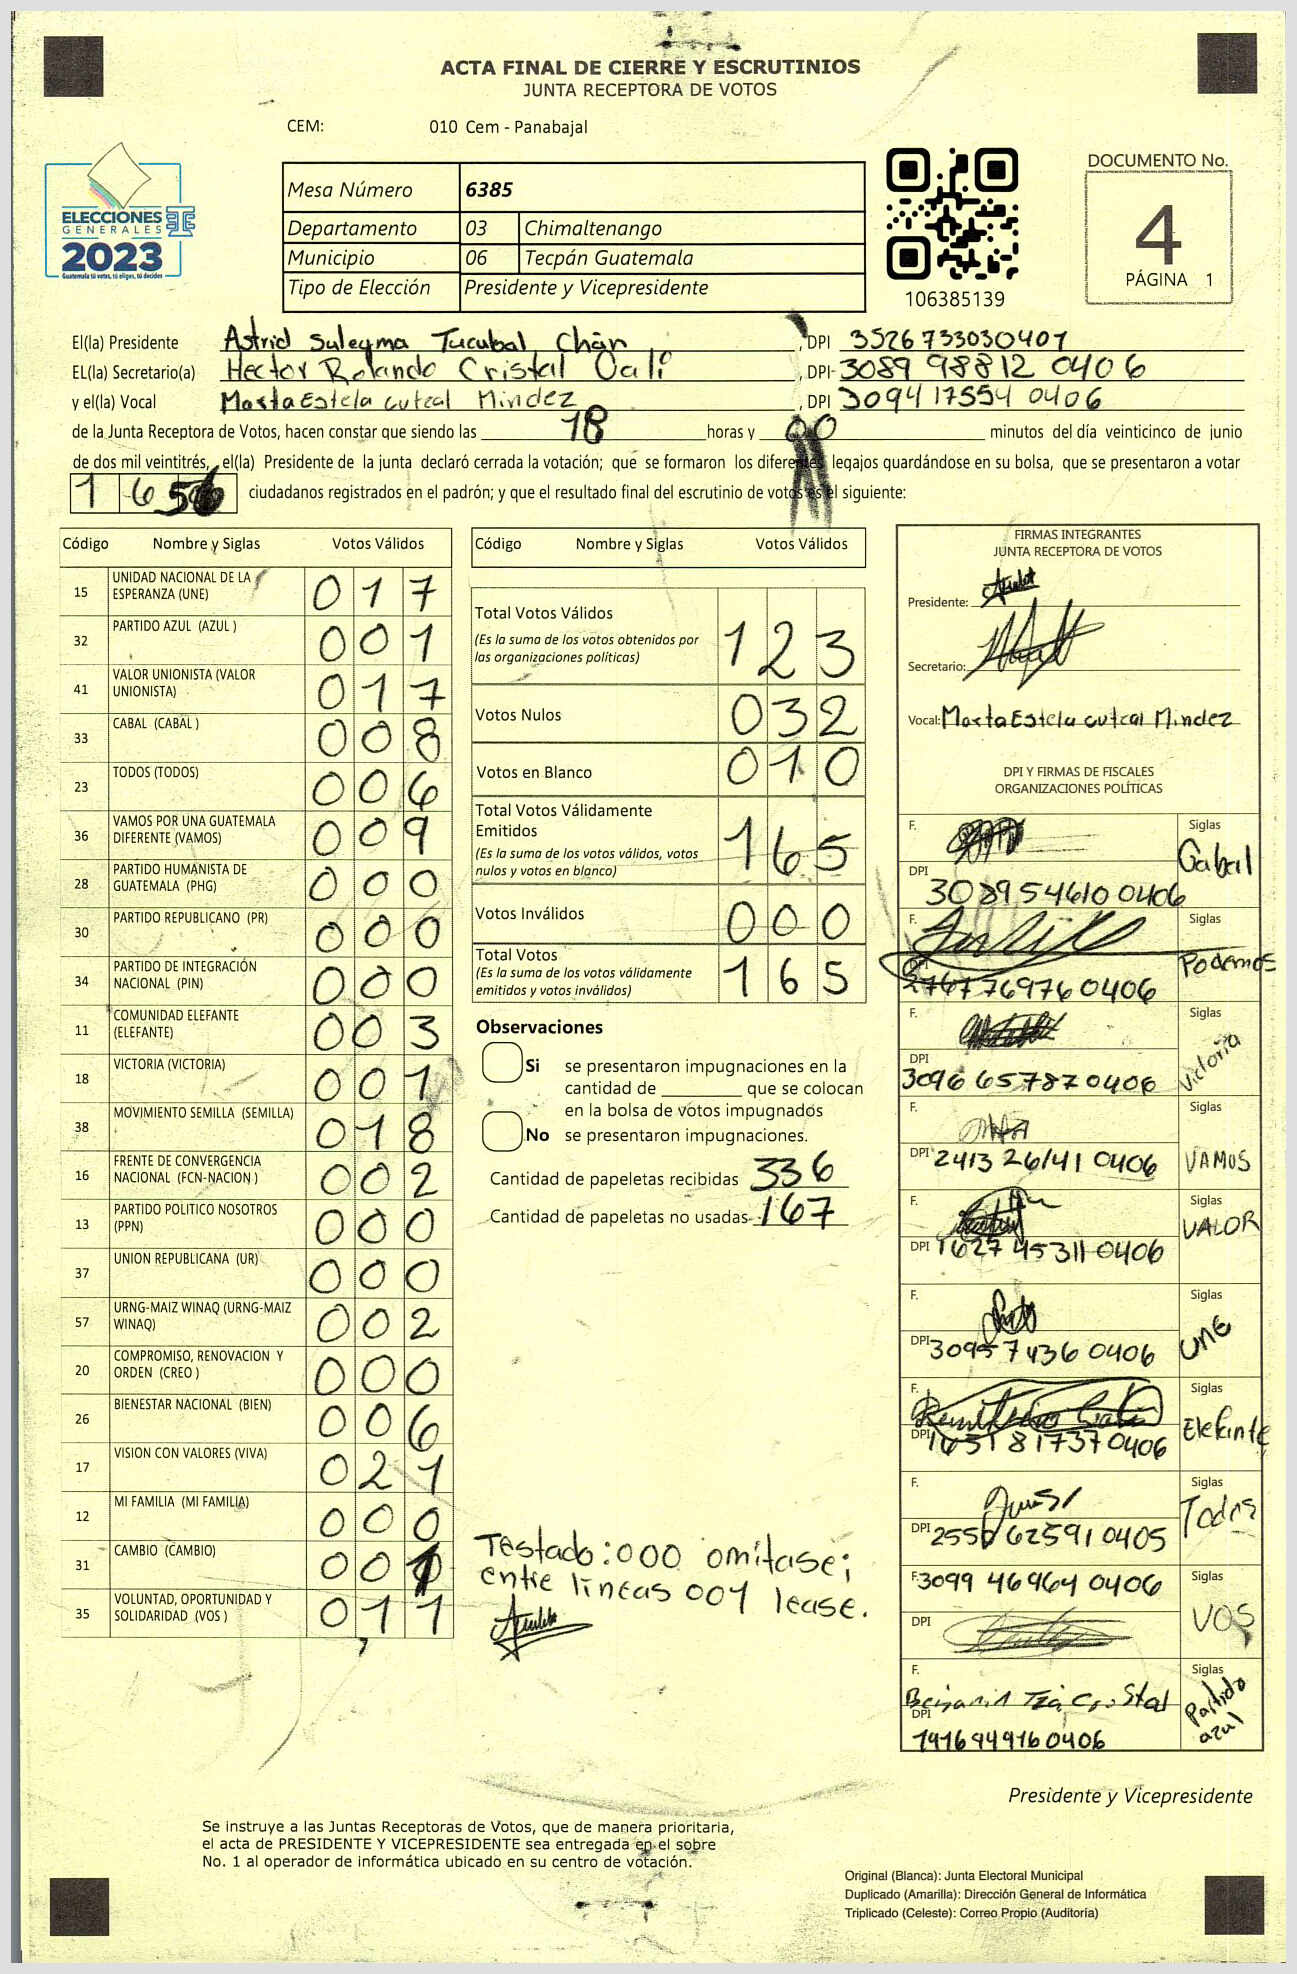 ACTA FINAL DE CIERRE Y ESCRUTINIOS
JUNTA RECEPTORA DE VOTOS
CEM: 010 Cem - Panabajal
ELECCIONES
GENERALES
2023
Guatemala tú votas, tú eliges, tú decides
Mesa Número 6385
Departamento 03 Chimaltenango
Municipio 06 Tecpán Guatemala
Tipo de Elección Presidente y Vicepresidente
106385139
DOCUMENTO No.
4
PÁGINA 1
El(la) Presidente Astrid Suleyma Tucubal Chán, DPI 3526733030407
EL(la) Secretario(a) Hector Rolando Cristal Oali, DPI 3089 98812 0406
y el(la) Vocal Marta Estela cutcal Mindez, DPI 3094 17554 0406
de la Junta Receptora de Votos, hacen constar que siendo las 18 horas y 00 minutos del día veinticinco de junio
de dos mil veintitrés, el(la) Presidente de la junta declaró cerrada la votación; que se formaron los diferentes legajos guardándose en su bolsa, que se presentaron a votar
1 6 ciudadanos registrados en el padrón; y que el resultado final del escrutinio de votos es el siguiente:
Código Nombre y Siglas Votos Válidos
15 UNIDAD NACIONAL DE LA ESPERANZA (UNE) 0 1 7
32 PARTIDO AZUL (AZUL ) 0 0 1
41 VALOR UNIONISTA (VALOR UNIONISTA) 0 1 7
33 CABAL (CABAL ) 0 0 8
23 TODOS (TODOS) 0 0 6
36 VAMOS POR UNA GUATEMALA DIFERENTE (VAMOS) 0 0 9
28 PARTIDO HUMANISTA DE GUATEMALA (PHG) 0 0 0
30 PARTIDO REPUBLICANO (PR) 0 0 0
34 PARTIDO DE INTEGRACIÓN NACIONAL (PIN) 0 0 0
11 COMUNIDAD ELEFANTE (ELEFANTE) 0 0 3
18 VICTORIA (VICTORIA) 0 0 1
38 MOVIMIENTO SEMILLA (SEMILLA) 0 1 8
16 FRENTE DE CONVERGENCIA NACIONAL (FCN-NACION ) 0 0 2
13 PARTIDO POLITICO NOSOTROS (PPN) 0 0 0
37 UNION REPUBLICANA (UR) 0 0 0
57 URNG-MAIZ WINAQ (URNG-MAIZ WINAQ) 0 0 2
20 COMPROMISO, RENOVACION Y ORDEN (CREO ) 0 0 0
26 BIENESTAR NACIONAL (BIEN) 0 0 6
17 VISION CON VALORES (VIVA) 0 2 1
12 MI FAMILIA (MI FAMILIA) 0 0 0
31 CAMBIO (CAMBIO) 0 0 1
35 VOLUNTAD, OPORTUNIDAD Y SOLIDARIDAD (VOS ) 0 1 1
Código Nombre y Siglas Votos Válidos
Total Votos Válidos 1 2 3
(Es la suma de los votos obtenidos por
las organizaciones políticas)
Votos Nulos 0 3 2
Votos en Blanco 0 1 0
Total Votos Válidamente
Emitidos 1 6 5
(Es la suma de los votos válidos, votos
nulos y votos en blanco)
Votos Inválidos 0 0 0
Total Votos 1 6 5
(Es la suma de los votos válidamente
emitidos y votos inválidos)
Observaciones
Si se presentaron impugnaciones en la
cantidad de ________ que se colocan
en la bolsa de votos impugnados
No se presentaron impugnaciones.
Cantidad de papeletas recibidas 336
Cantidad de papeletas no usadas 167
Testado: 000 omitase;
entre lineas 001 lease.
FIRMAS INTEGRANTES
JUNTA RECEPTORA DE VOTOS
Presidente:
Secretario:
Vocal: Marta Estela cutcal Mindez
DPI Y FIRMAS DE FISCALES
ORGANIZACIONES POLÍTICAS
F. Siglas Cabal
DPI 3089546100406
F. Siglas Podemos
2767769760406
F. Siglas Victoria
DPI 3096 657870406
F. Siglas VAMOS
DPI 2413 26141 0406
F. Siglas VALOR
DPI 1627 45311 0406
F. Siglas UNE
DPI 3095 7436 0406
F. Siglas Elefante
DPI 1651 81737 0406
F. Siglas Todos
DPI 2550 62591 0405
F. 3099 46964 0406 Siglas VOS
DPI
F. Siglas Partido azul
DPI 1916949160406
Presidente y Vicepresidente
Se instruye a las Juntas Receptoras de Votos, que de manera prioritaria,
el acta de PRESIDENTE Y VICEPRESIDENTE sea entregada en el sobre
No. 1 al operador de informática ubicado en su centro de votación.
Original (Blanca): Junta Electoral Municipal
Duplicado (Amarilla): Dirección General de Informática
Triplicado (Celeste): Correo Propio (Auditoría)